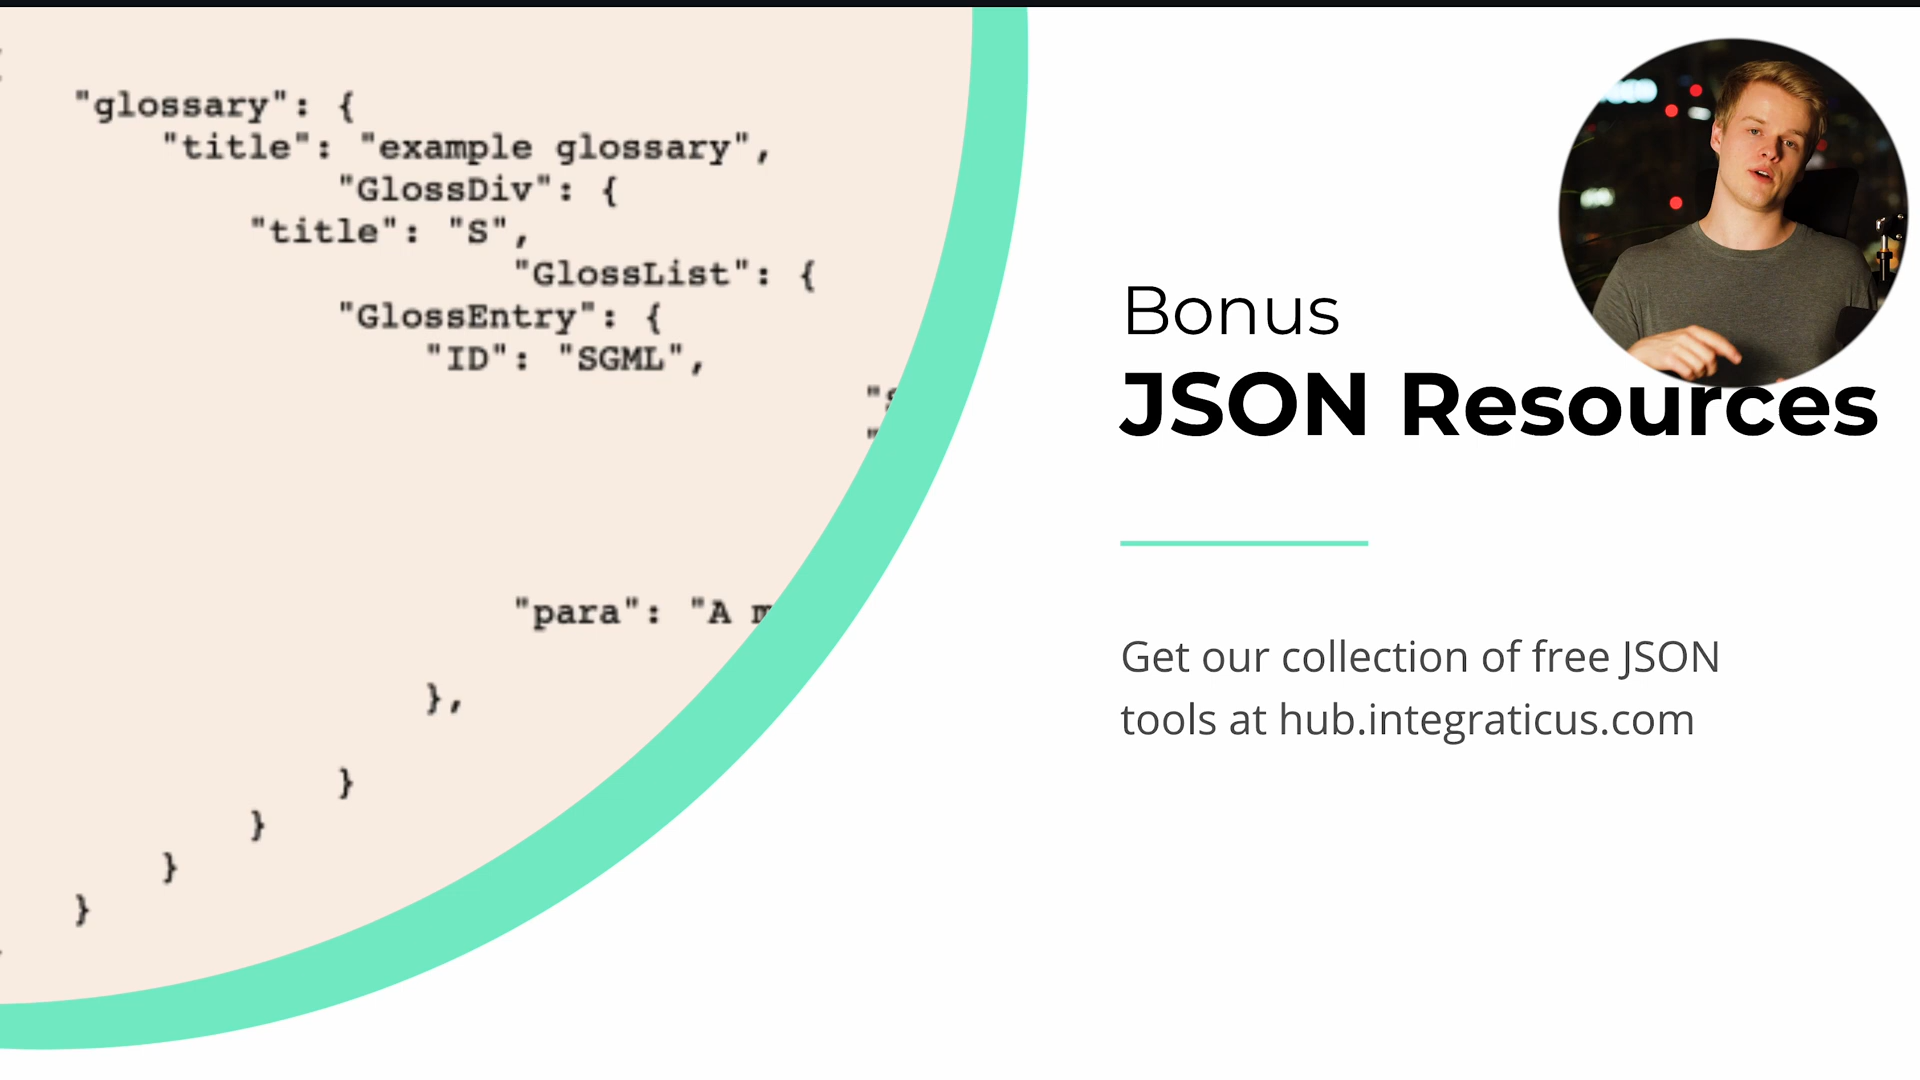 "glossary": {
"title": "example glossary",
"GlossDiv": {
"title": "S",
"GlossList": {
"GlossEntry": {
"ID": "SGML",
"para": "A
},
}
}
}
}
Bonus
JSON Resources
Get our collection of free JSON
tools at hub.integraticus.com